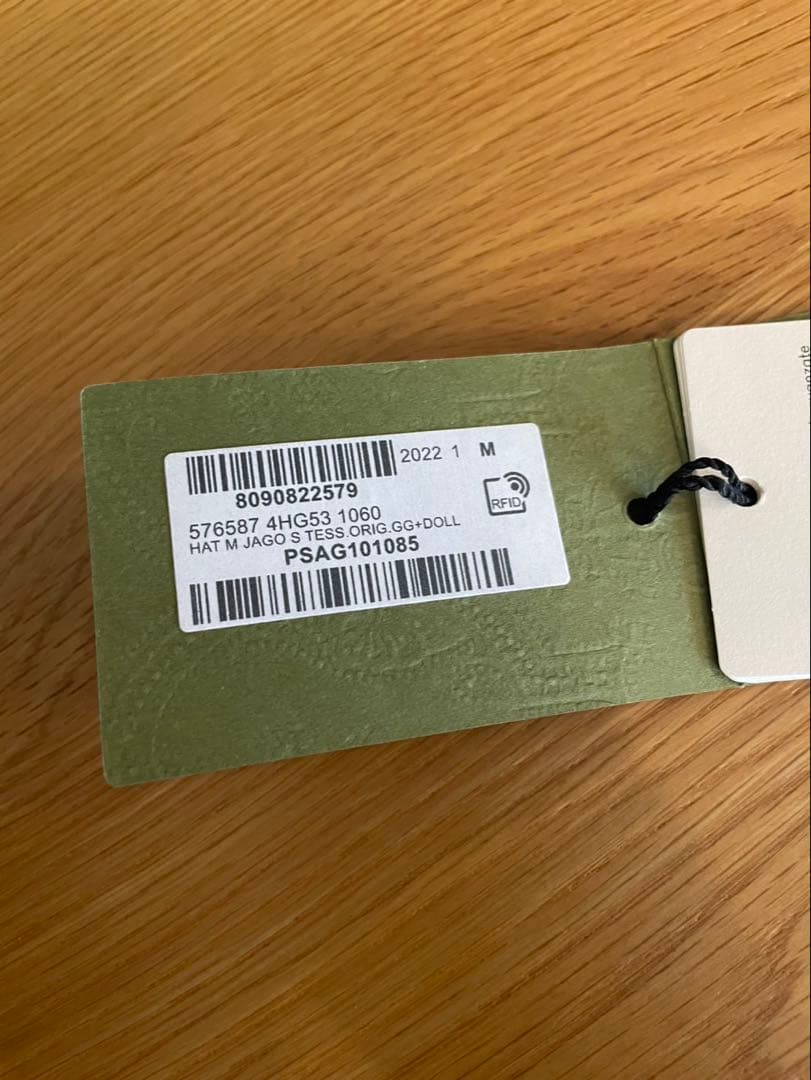 2022 1 M
8090822579
RFID
576587 4HG53 1060
HAT M JAGO S TESS.ORIG.GG+DOLL
PSAG101085